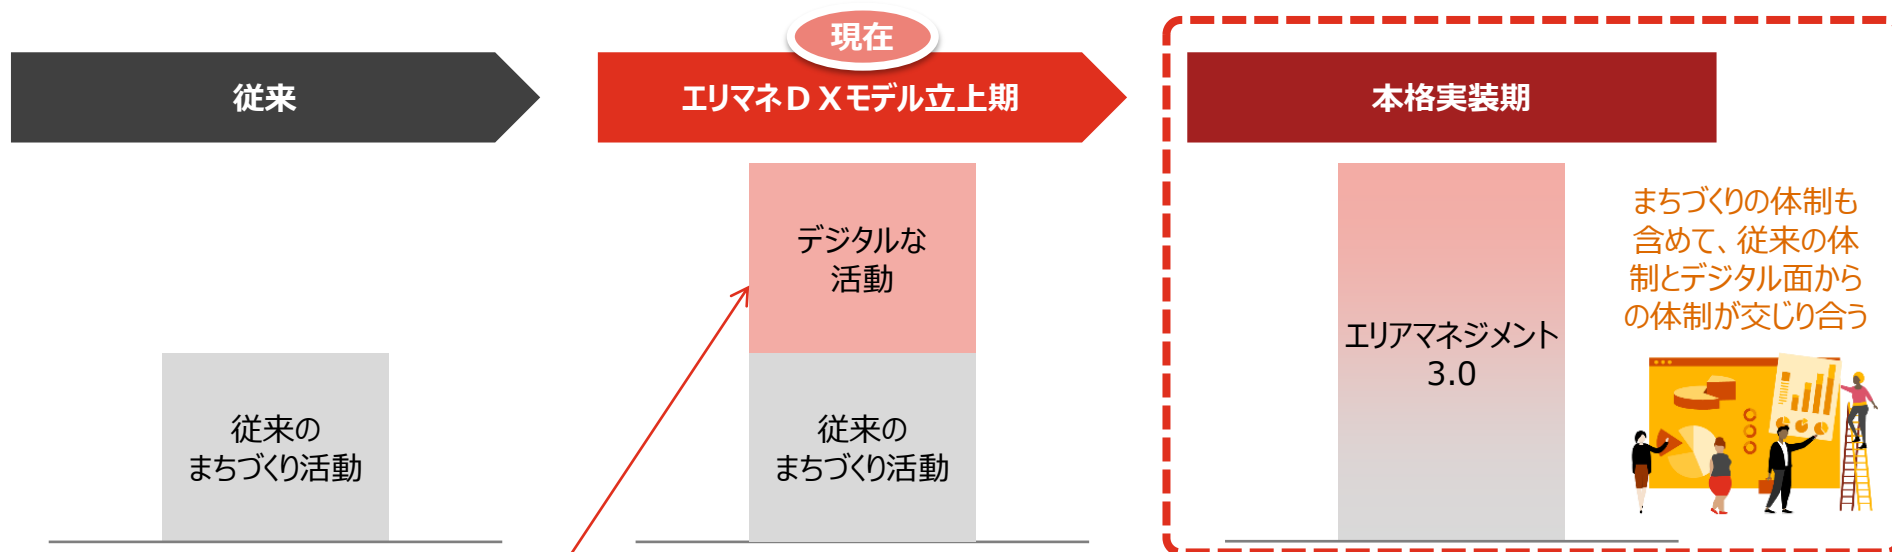 現在
従来
エリマネＤＸモデル立上期
本格実装期
従来の
まちづくり活動
デジタルな
活動
従来の
まちづくり活動
エリアマネジメント
3.0
まちづくりの体制も
含めて、従来の体
制とデジタル面から
の体制が交じり合う